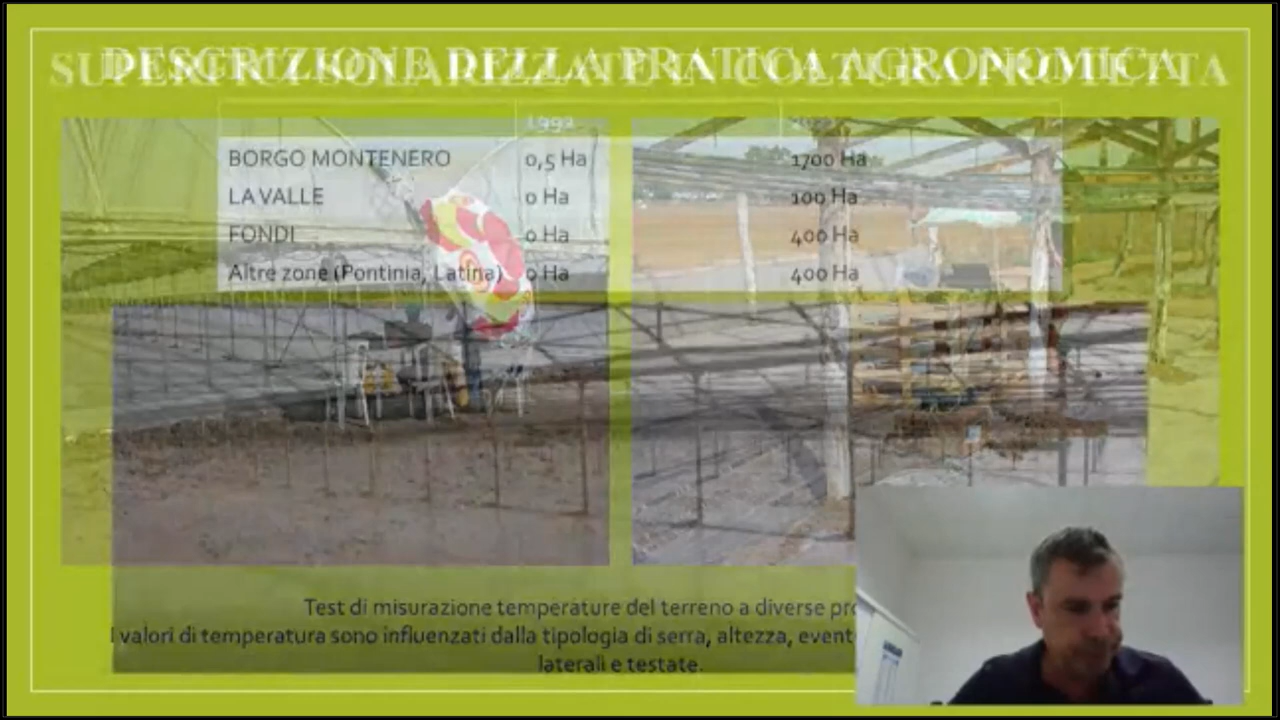 DESCRIZIONE DELLA PRATICA AGRONOMICA
SUPERFICI SOLARIZZATE IN COLTURA PROTETTA
1992
BORGO MONTENERO 0,5 Ha 1700 Ha
LA VALLE 0 Ha 100 Ha
FONDI 0 Ha 400 Ha
Altre zone (Pontinia, Latina) 0 Ha 400 Ha
Test di misurazione temperature del terreno a diverse
I valori di temperatura sono influenzati dalla tipologia di serra, altezza,
laterali e testate.